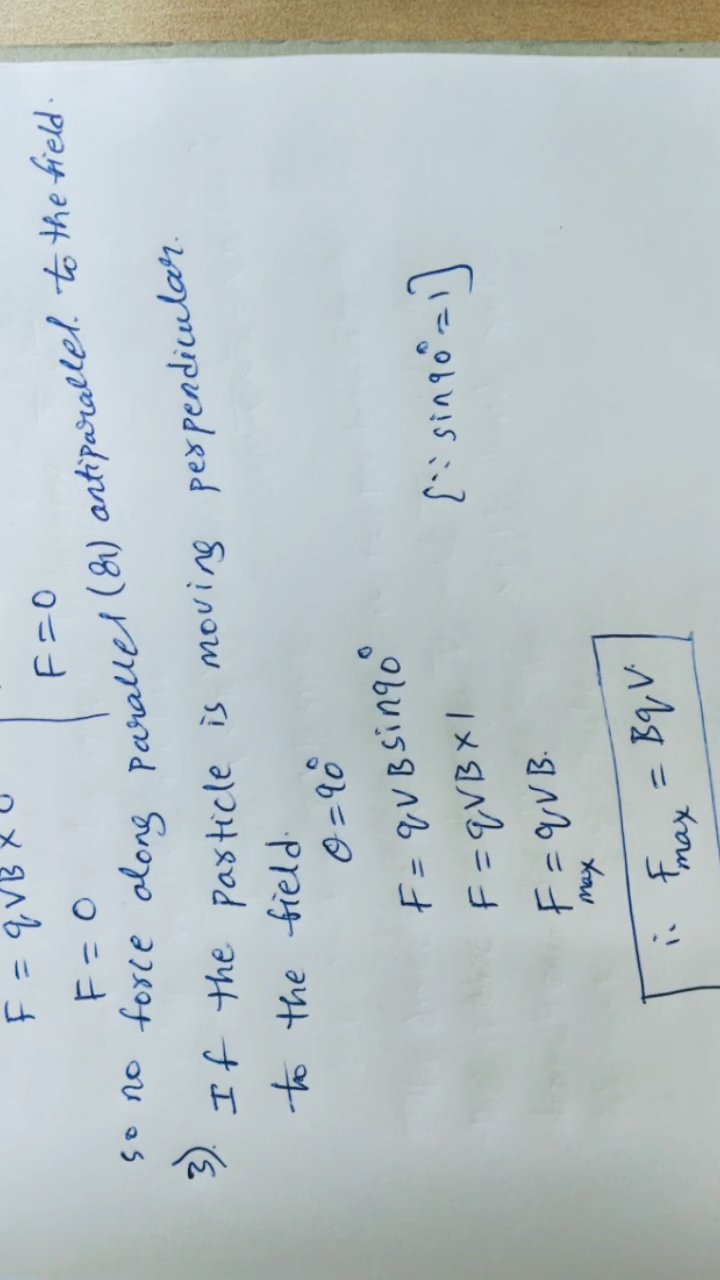 F = qVB x 0
F = 0
F = 0
so no force along parallel (or) antiparallel. to the field.
3). If the particle is moving perpendicular.
to the field.
θ = 90°
F = qVB sin90°
F = qVB x 1 [∵ sin90° = 1]
F max = qVB.
∴ Fmax = BqV.